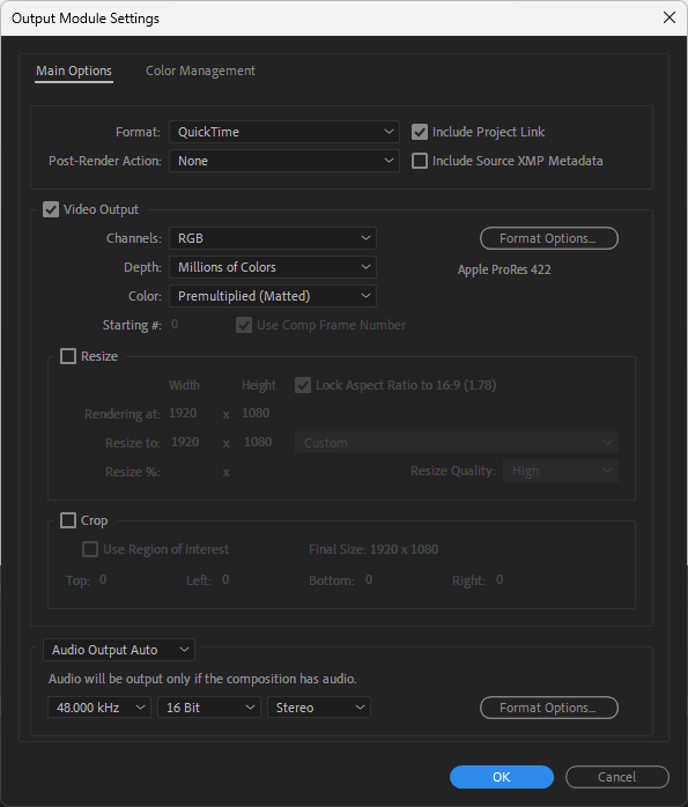 Output Module Settings
Main Options Color Management
Format: QuickTime Include Project Link
Post-Render Action: None Include Source XMP Metadata
Video Output
Channels: RGB Format Options...
Depth: Millions of Colors Apple ProRes 422
Color: Premultiplied (Matted)
Starting #: 0 Use Comp Frame Number
Resize
Width Height Lock Aspect Ratio to 16:9 (1.78)
Rendering at: 1920 x 1080
Resize to: 1920 x 1080 Custom
Resize %: x Resize Quality: High
Crop
Use Region of Interest Final Size: 1920 x 1080
Top: 0 Left: 0 Bottom: 0 Right: 0
Audio Output Auto
Audio will be output only if the composition has audio.
48.000 kHz 16 Bit Stereo Format Options...
OK Cancel